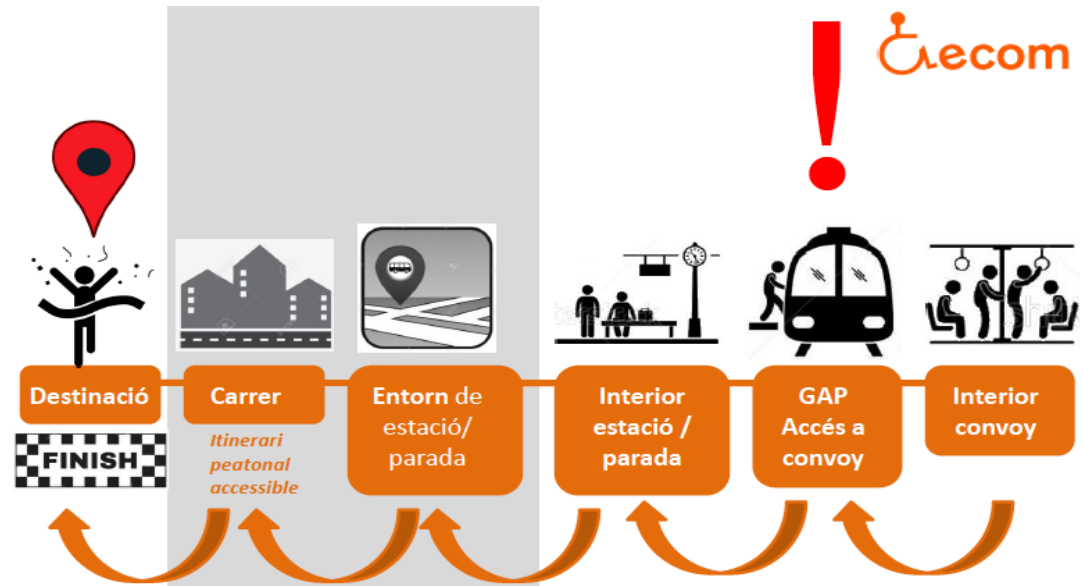 ecom
Destinació
FINISH
Carrer
Itinerari
peatonal
accessible
Entorn de
estació/
parada
Interior
estació /
parada
GAP
Accés a
convoy
Interior
convoy